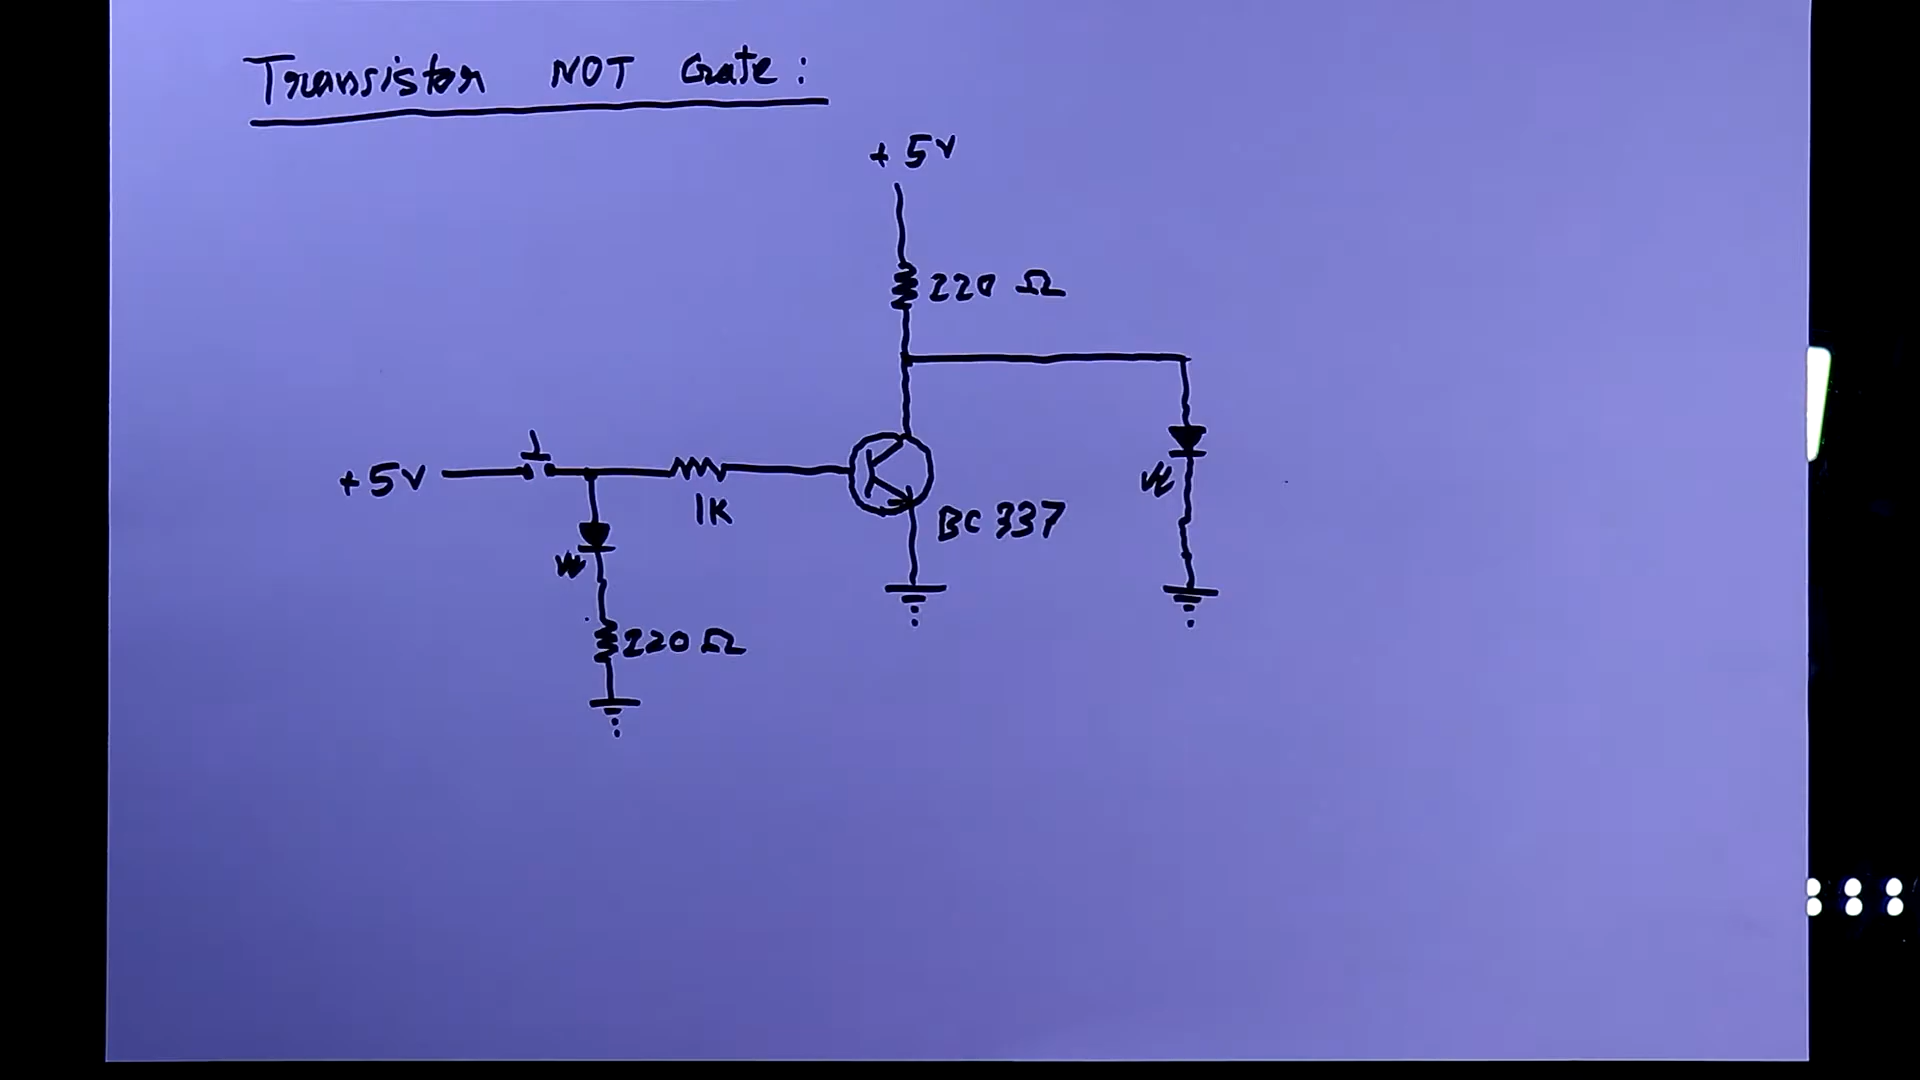 Transistor NOT Gate:
+5V
220 Ω
+5V
1K
BC 337
220 Ω